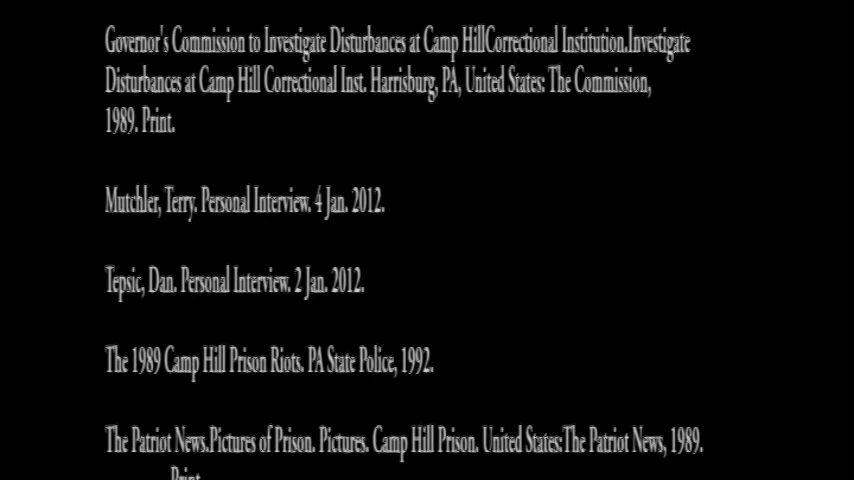 Governor's Commission to Investigate Disturbances at Camp HillCorrectional Institution.Investigate
Disturbances at Camp Hill Correctional Inst. Harrisburg, PA, United States: The Commission,
1989. Print.
Mutchler, Terry. Personal Interview. 4 Jan. 2012.
Tepsic, Dan. Personal Interview. 2 Jan. 2012.
The 1989 Camp Hill Prison Riots. PA State Police, 1992.
The Patriot News.Pictures of Prison. Pictures. Camp Hill Prison. United States:The Patriot News, 1989.
Print.